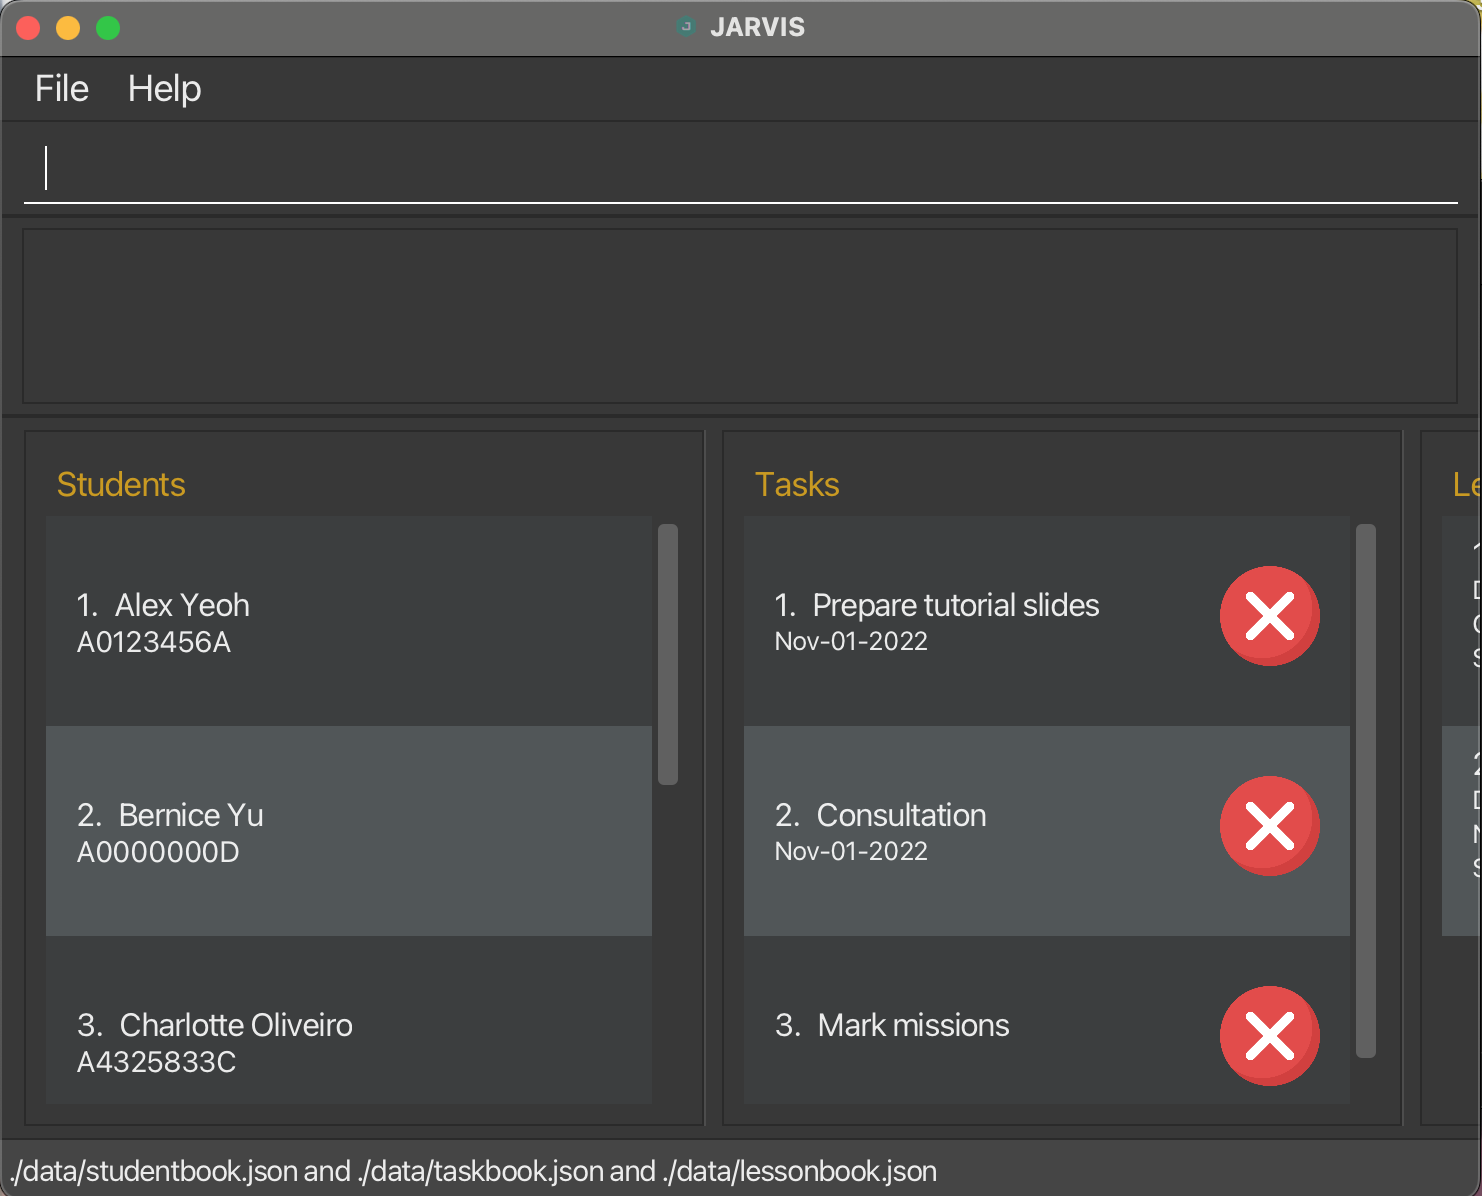 JARVIS
File Help
Students
1. Alex Yeoh
A0123456A
2. Bernice Yu
A0000000D
3. Charlotte Oliveiro
A4325833C
Tasks
1. Prepare tutorial slides
Nov-01-2022
2. Consultation
Nov-01-2022
3. Mark missions
./data/studentbook.json and ./data/taskbook.json and ./data/lessonbook.json